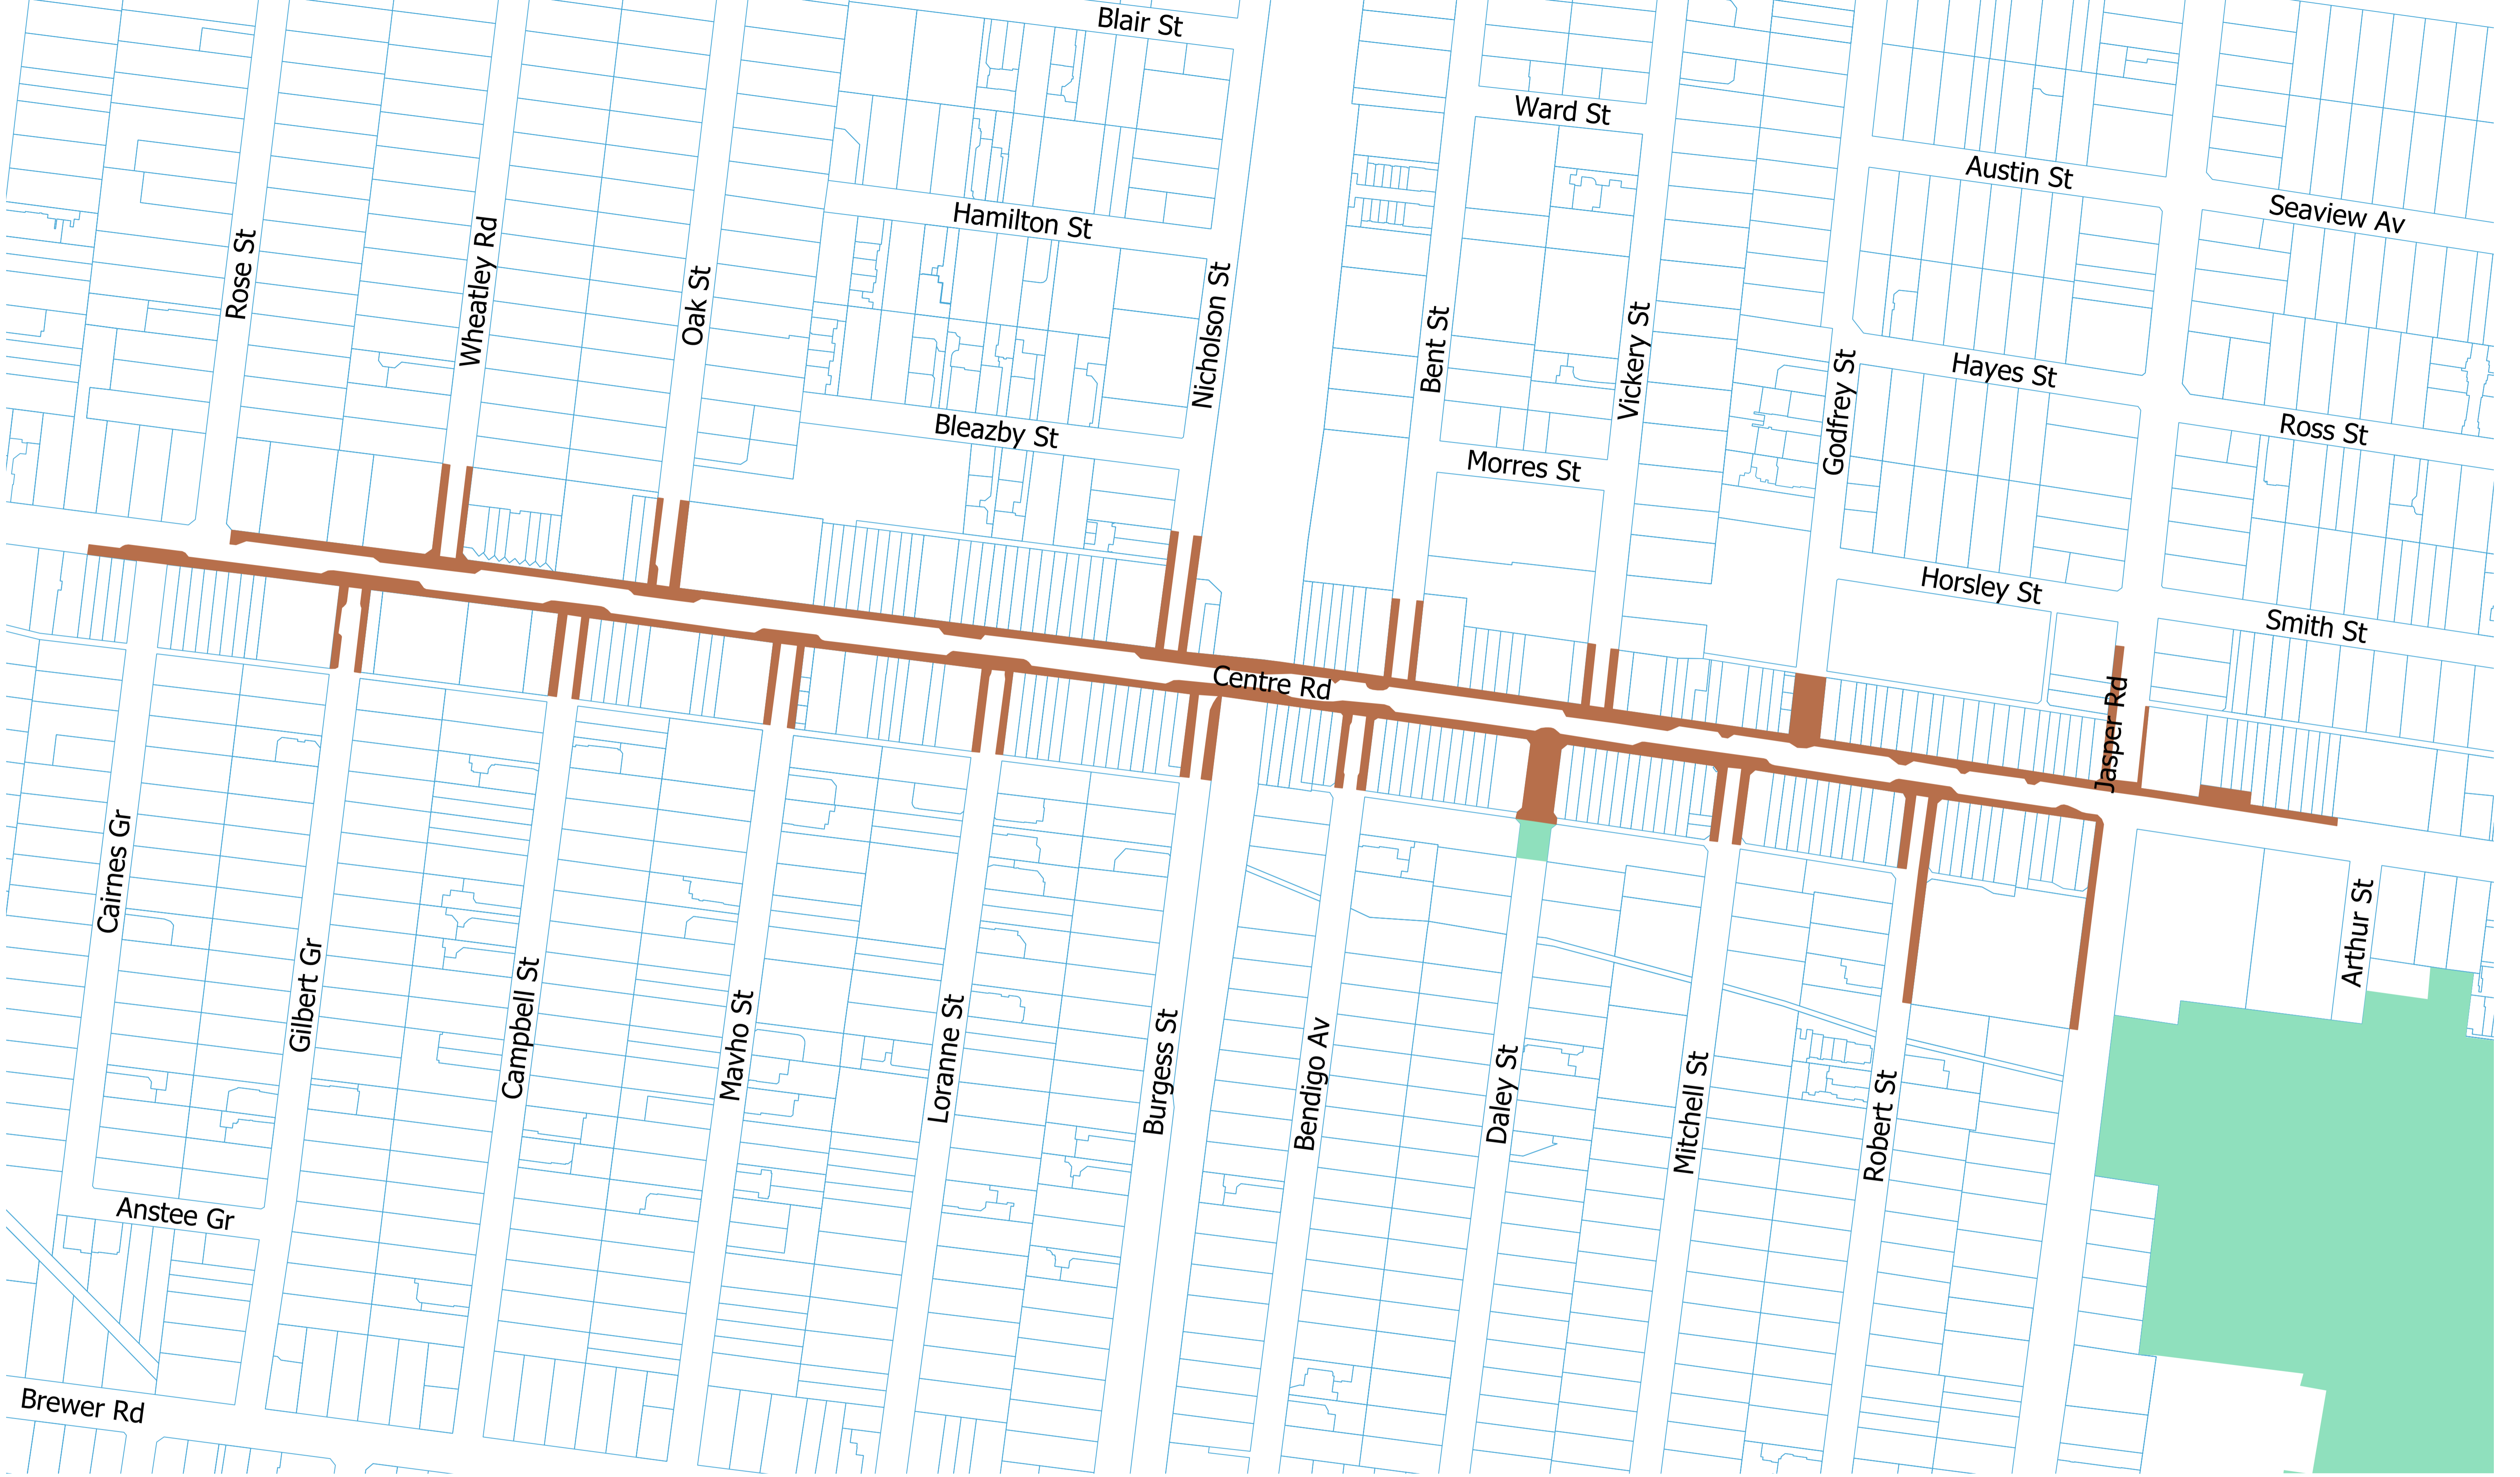 Blair St
Ward St
Austin St
Seaview Av
Hamilton St
Rose St
Wheatley Rd
Oak St
Nicholson St
Bent St
Vickery St
Godfrey St
Hayes St
Bleazby St
Ross St
Morres St
Horsley St
Smith St
Centre Rd
Jasper Rd
Cairnes Gr
Gilbert Gr
Campbell St
Mavho St
Loranne St
Burgess St
Bendigo Av
Daley St
Mitchell St
Robert St
Arthur St
Anstee Gr
Brewer Rd